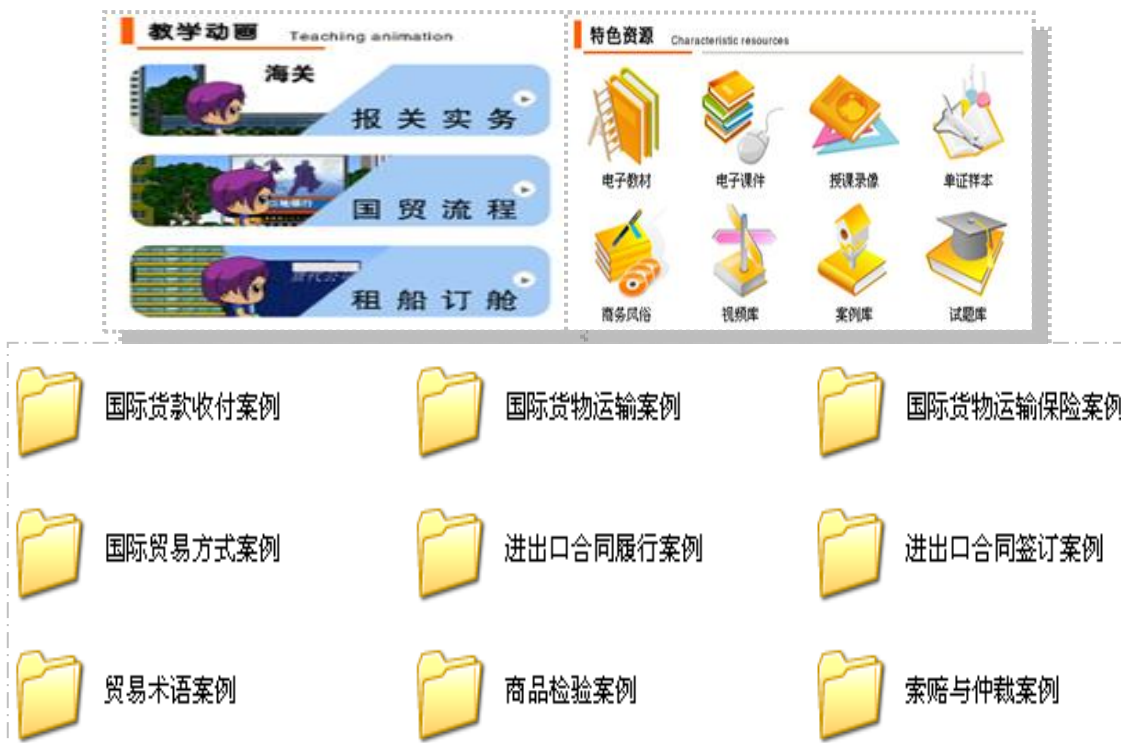 教学动画 Teaching animation
海关
报关实务
国贸流程
租船订舱
特色资源 Characteristic resources
电子教材 电子课件 授课录像 单证样本
商务风俗 视频库 案例库 试题库
国际货款收付案例 国际货物运输案例 国际货物运输保险案例
国际贸易方式案例 进出口合同履行案例 进出口合同签订案例
贸易术语案例 商品检验案例 索赔与仲裁案例